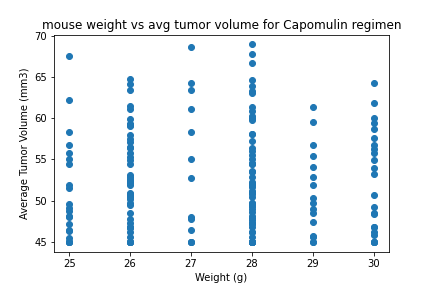 mouse weight vs avg tumor volume for Capomulin regimen
70
65
60
55
50
45
Average Tumor Volume (mm3)
25 26 27 28 29 30
Weight (g)